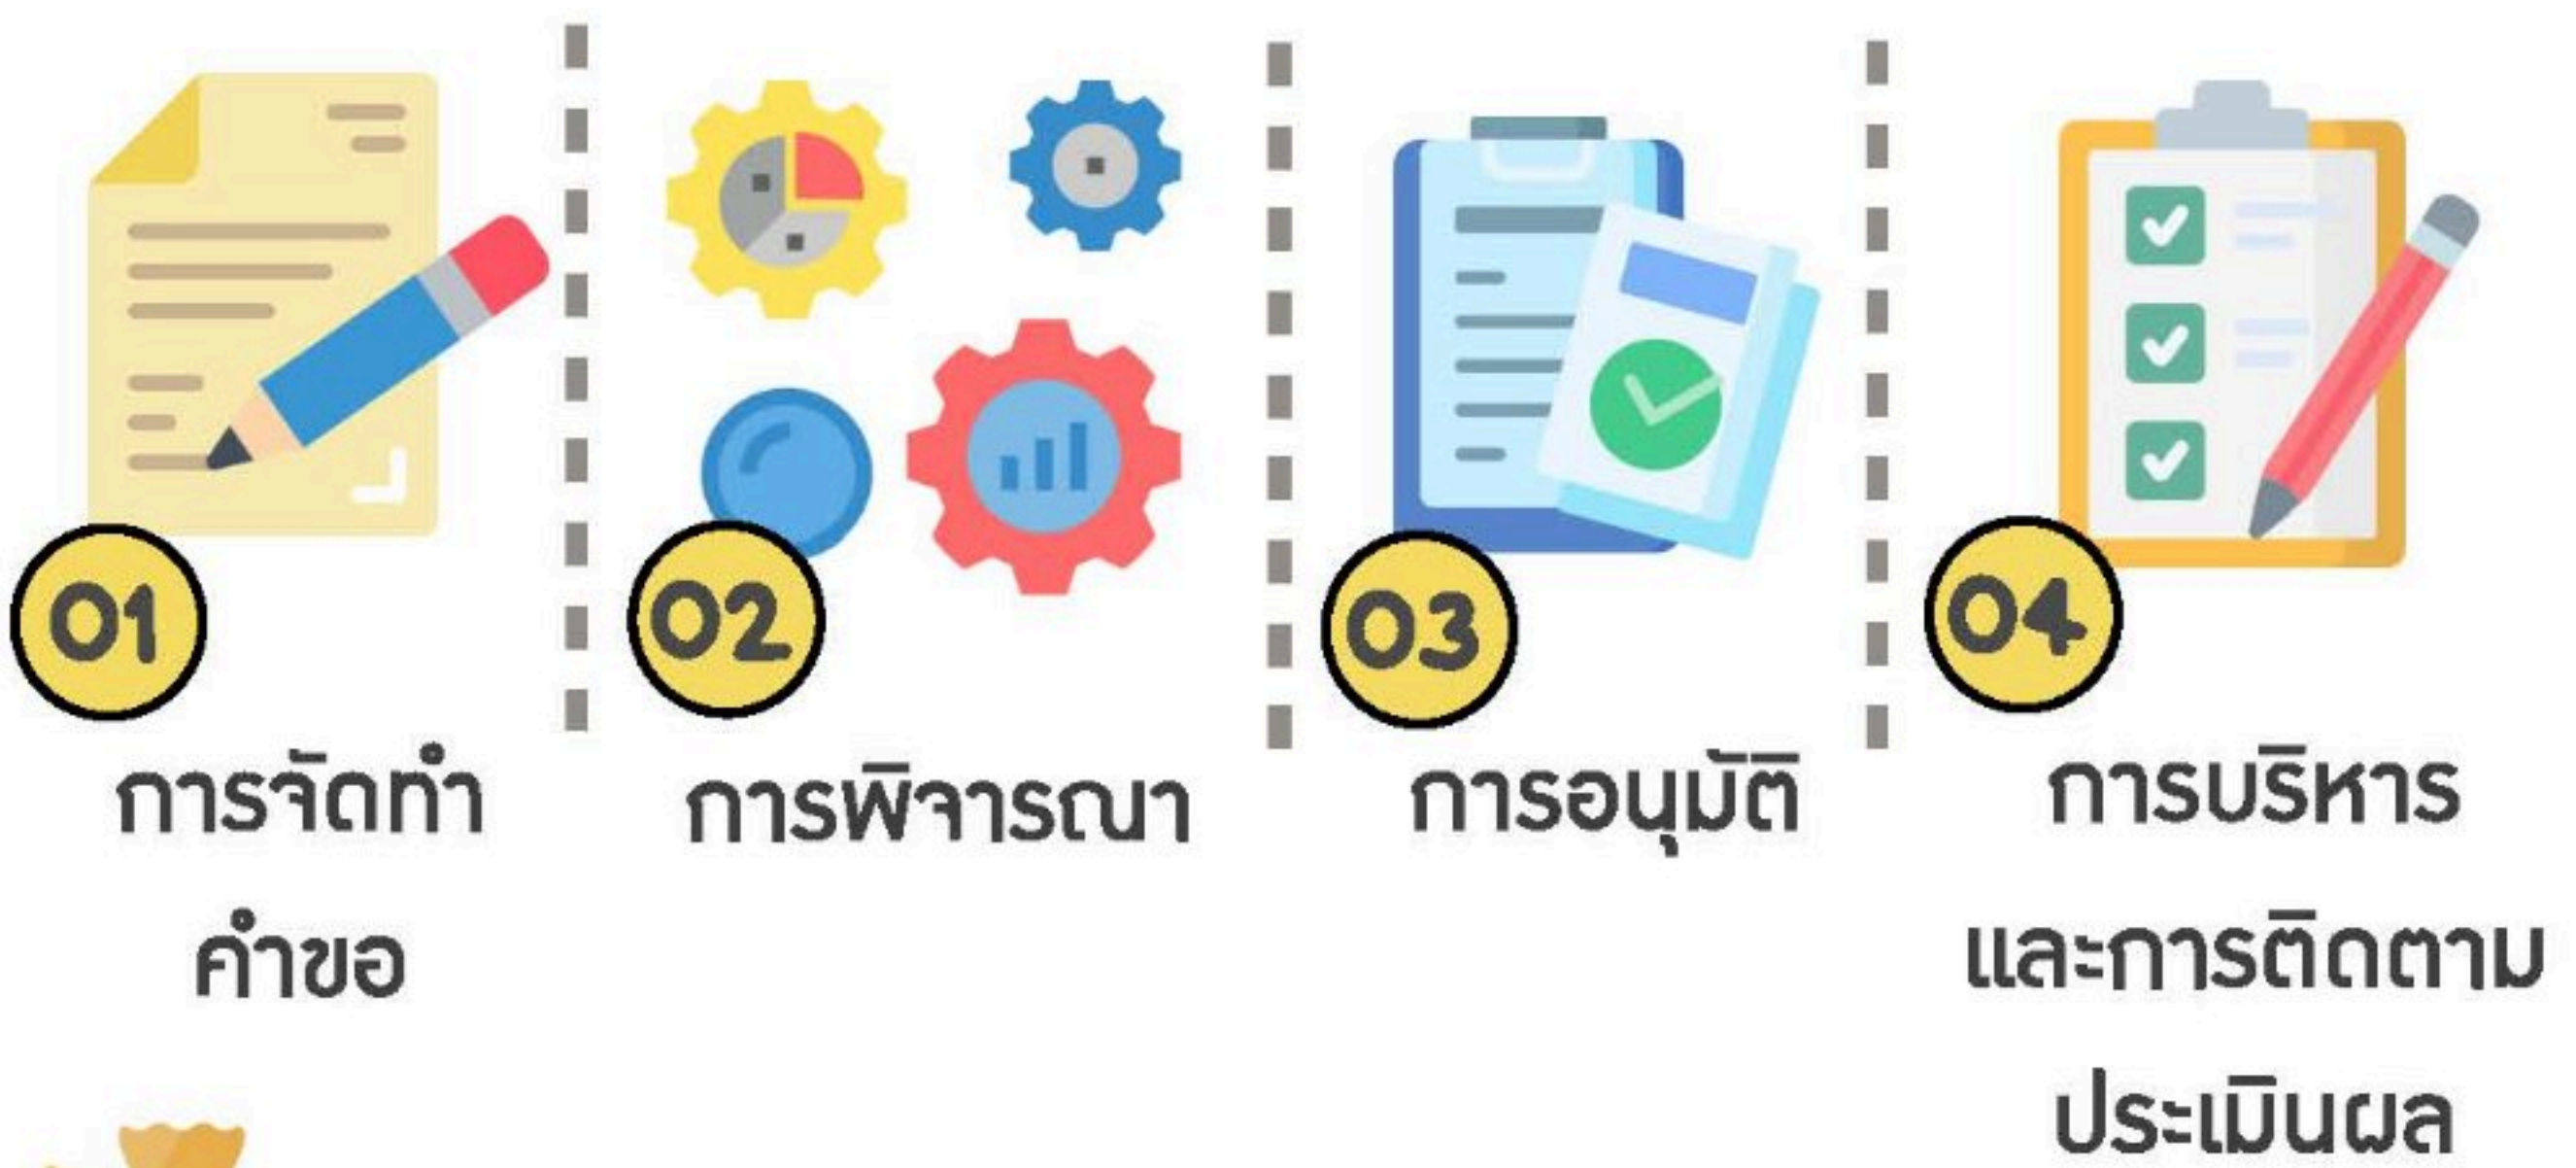 01
การจัดทำ
คำขอ
02
การพิจารณา
03
การอนุมัติ
04
การบริหาร
และการติดตาม
ประเมินผล